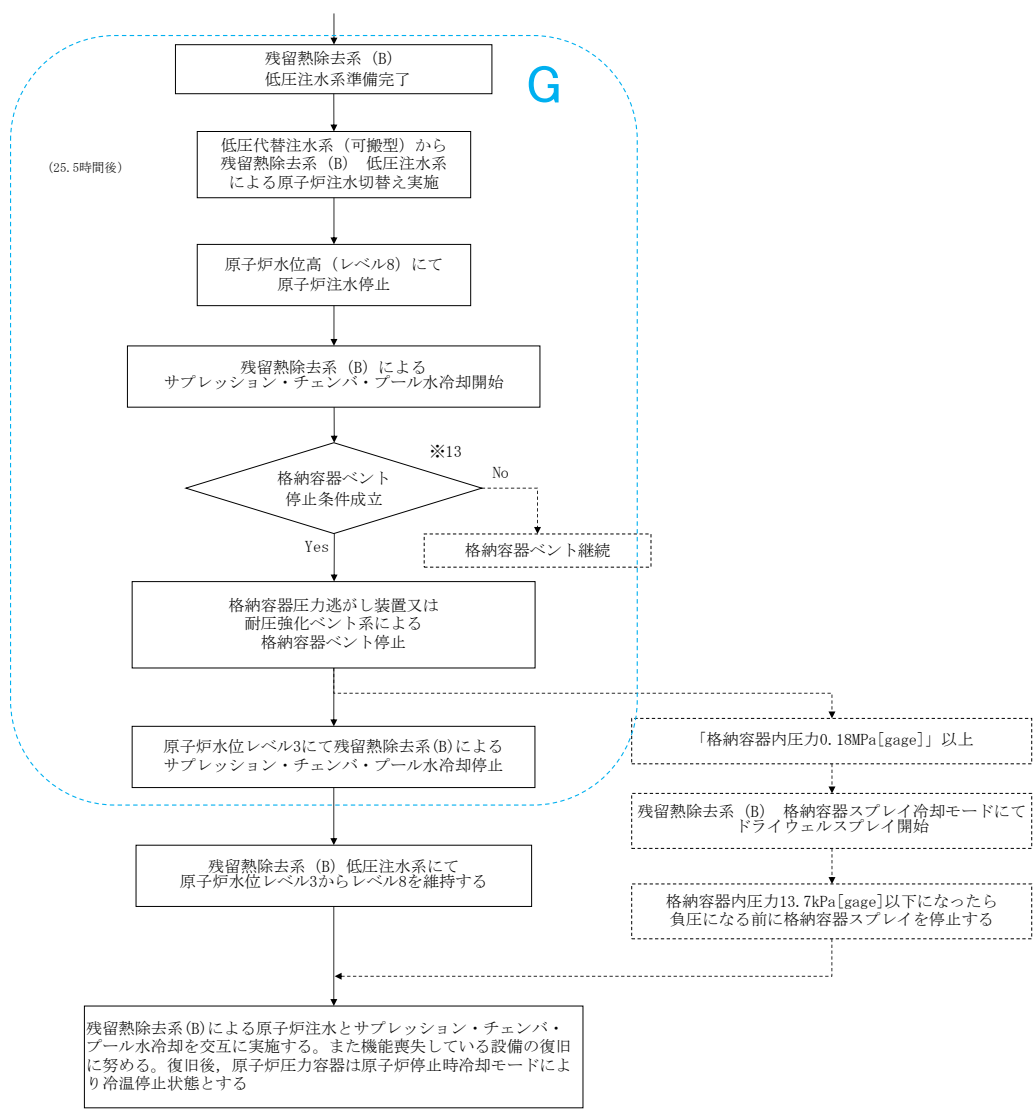 残留熱除去系 (B)
低圧注水系準備完了
G
低圧代替注水系（可搬型）から
残留熱除去系（B） 低圧注水系
による原子炉注水切替え実施
（25.5時間後）
原子炉水位高（レベル8）にて
原子炉注水停止
残留熱除去系（B）による
サプレッション・チェンバ・プール水冷却開始
※13
格納容器ベント
停止条件成立
No
Yes
格納容器ベント継続
格納容器圧力逃がし装置又は
耐圧強化ベント系による
格納容器ベント停止
原子炉水位レベル3にて残留熱除去系(B)による
サプレッション・チェンバ・プール水冷却停止
「格納容器内圧力0.18MPa[gage]」以上
残留熱除去系（B） 格納容器スプレイ冷却モードにて
ドライウェルスプレイ開始
残留熱除去系（B）低圧注水系にて
原子炉水位レベル3からレベル8を維持する
格納容器内圧力13.7kPa[gage]以下になったら
負圧になる前に格納容器スプレイを停止する
残留熱除去系(B)による原子炉注水とサプレッション・チェンバ・
プール水冷却を交互に実施する。また機能喪失している設備の復旧
に努める。復旧後，原子炉圧力容器は原子炉停止時冷却モードによ
り冷温停止状態とする